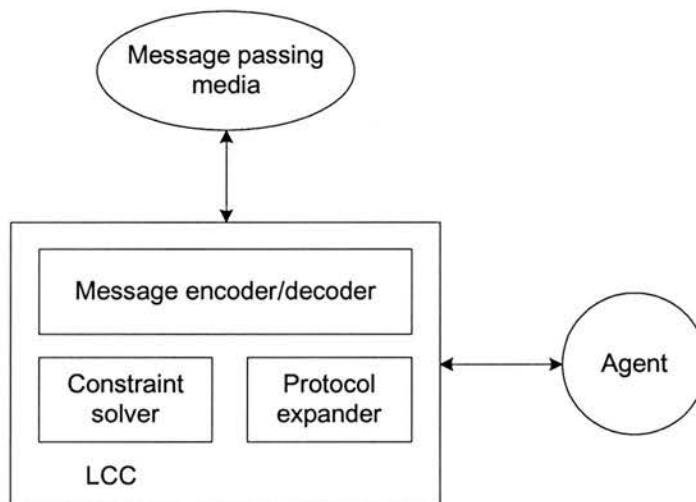 Message passing
media
Message encoder/decoder
Constraint
solver
Protocol
expander
Agent
LCC